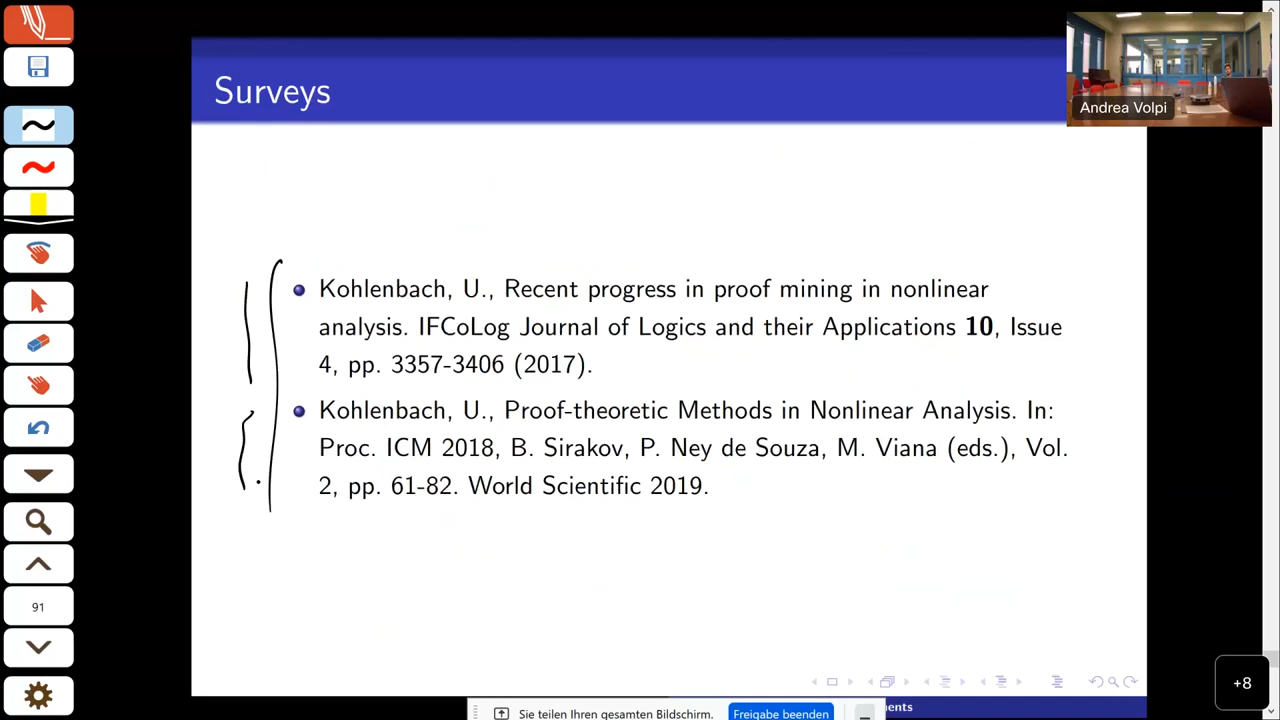 Surveys
Andrea Volpi
Kohlenbach, U., Recent progress in proof mining in nonlinear
analysis. IFCoLog Journal of Logics and their Applications 10, Issue
4, pp. 3357-3406 (2017).
Kohlenbach, U., Proof-theoretic Methods in Nonlinear Analysis. In:
Proc. ICM 2018, B. Sirakov, P. Ney de Souza, M. Viana (eds.), Vol.
2, pp. 61-82. World Scientific 2019.
91
+8
ments
Sie teilen Ihren gesamten Bildschirm.
Freigabe beenden